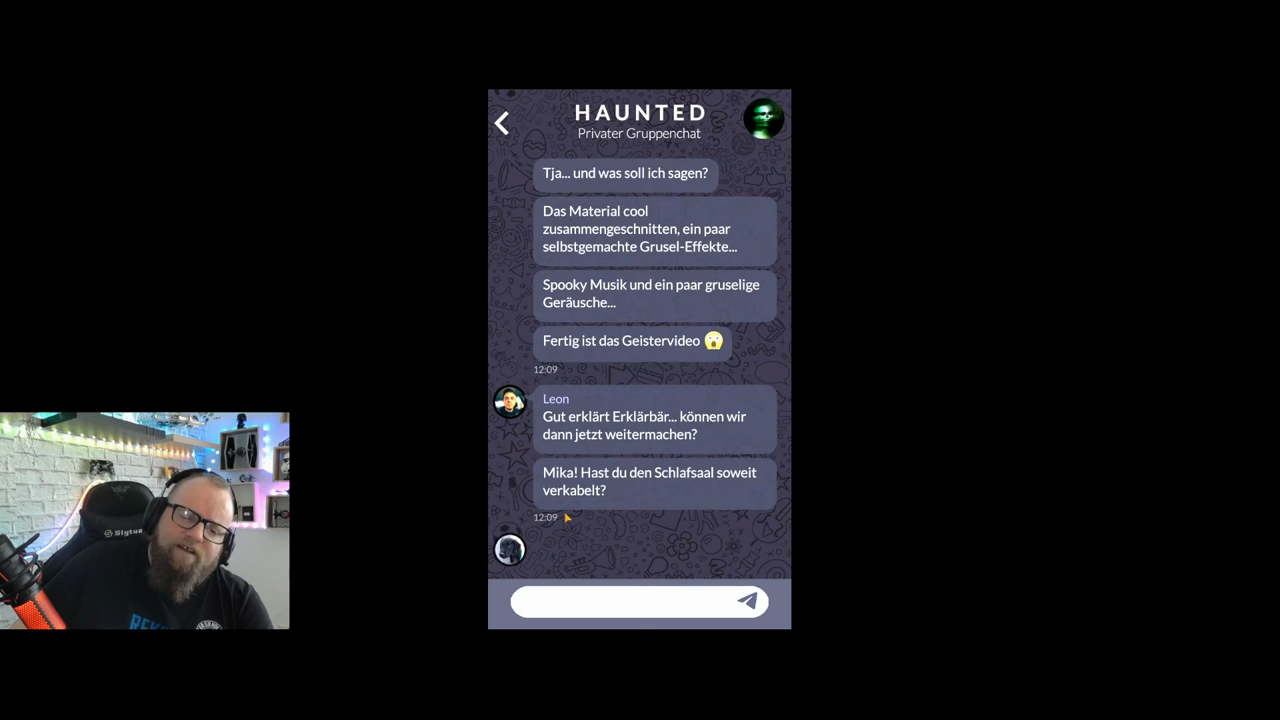 HAUNTED
Privater Gruppenchat
Tja... und was soll ich sagen?
Das Material cool
zusammengeschnitten, ein paar
selbstgemachte Grusel-Effekte...
Spooky Musik und ein paar gruselige
Geräusche...
Fertig ist das Geistervideo 😱
12:09
Leon
Gut erklärt Erklärbär... können wir
dann jetzt weitermachen?
Mika! Hast du den Schlafsaal soweit
verkabelt?
12:09